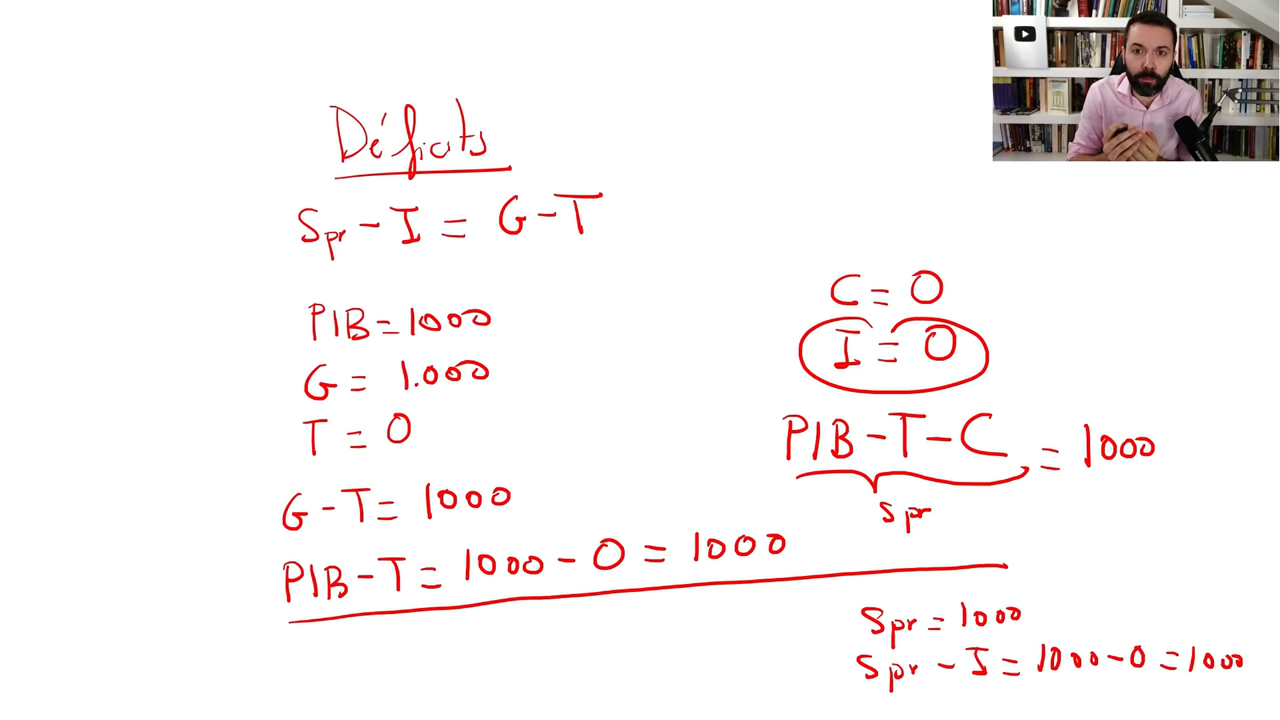 Déficits
Spr - I = G - T
PIB = 1000
G = 1.000
T = 0
G - T = 1000
PIB - T = 1000 - 0 = 1000
C = 0
I = 0
PIB - T - C = 1000
Spr
Spr = 1000
Spr - I = 1000 - 0 = 1000